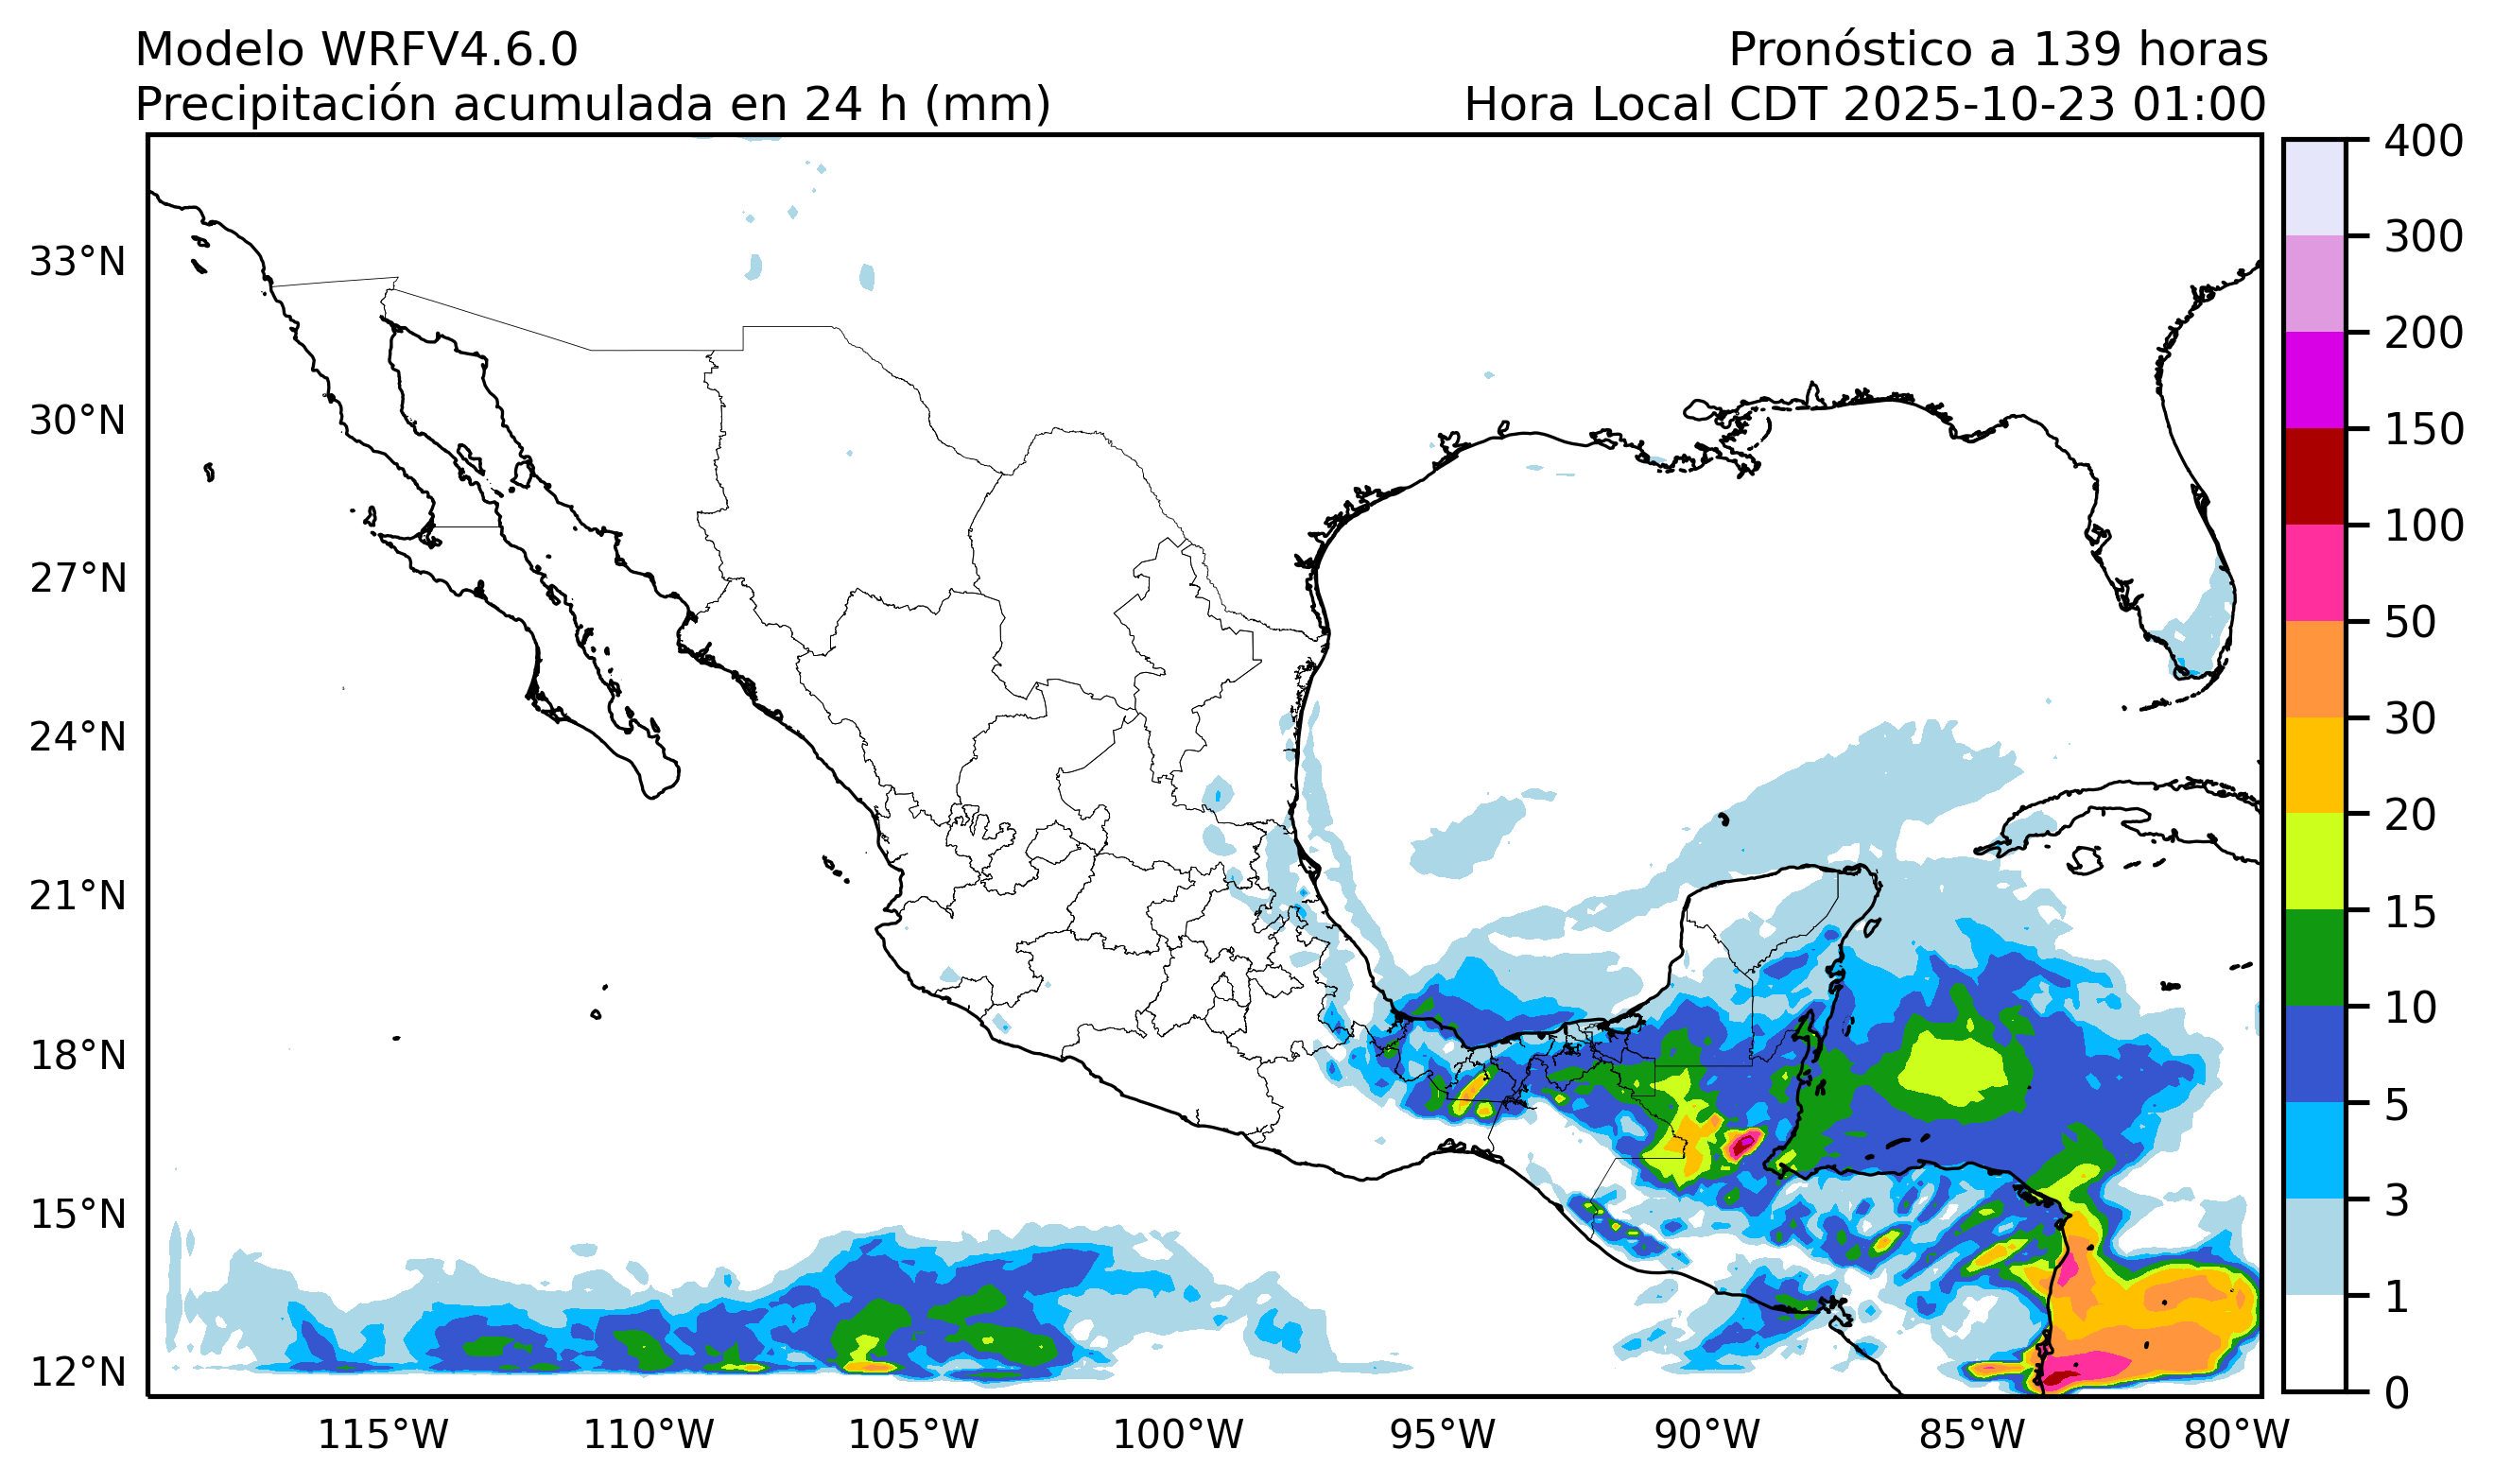 Modelo WRFV4.6.0
Pronóstico a 139 horas
Precipitación acumulada en 24 h (mm)
Hora Local CDT 2025-10-23 01:00
33°N
30°N
27°N
24°N
21°N
18°N
15°N
12°N
115°W
110°W
105°W
100°W
95°W
90°W
85°W
80°W
400
300
200
150
100
50
30
20
15
10
5
3
1
0